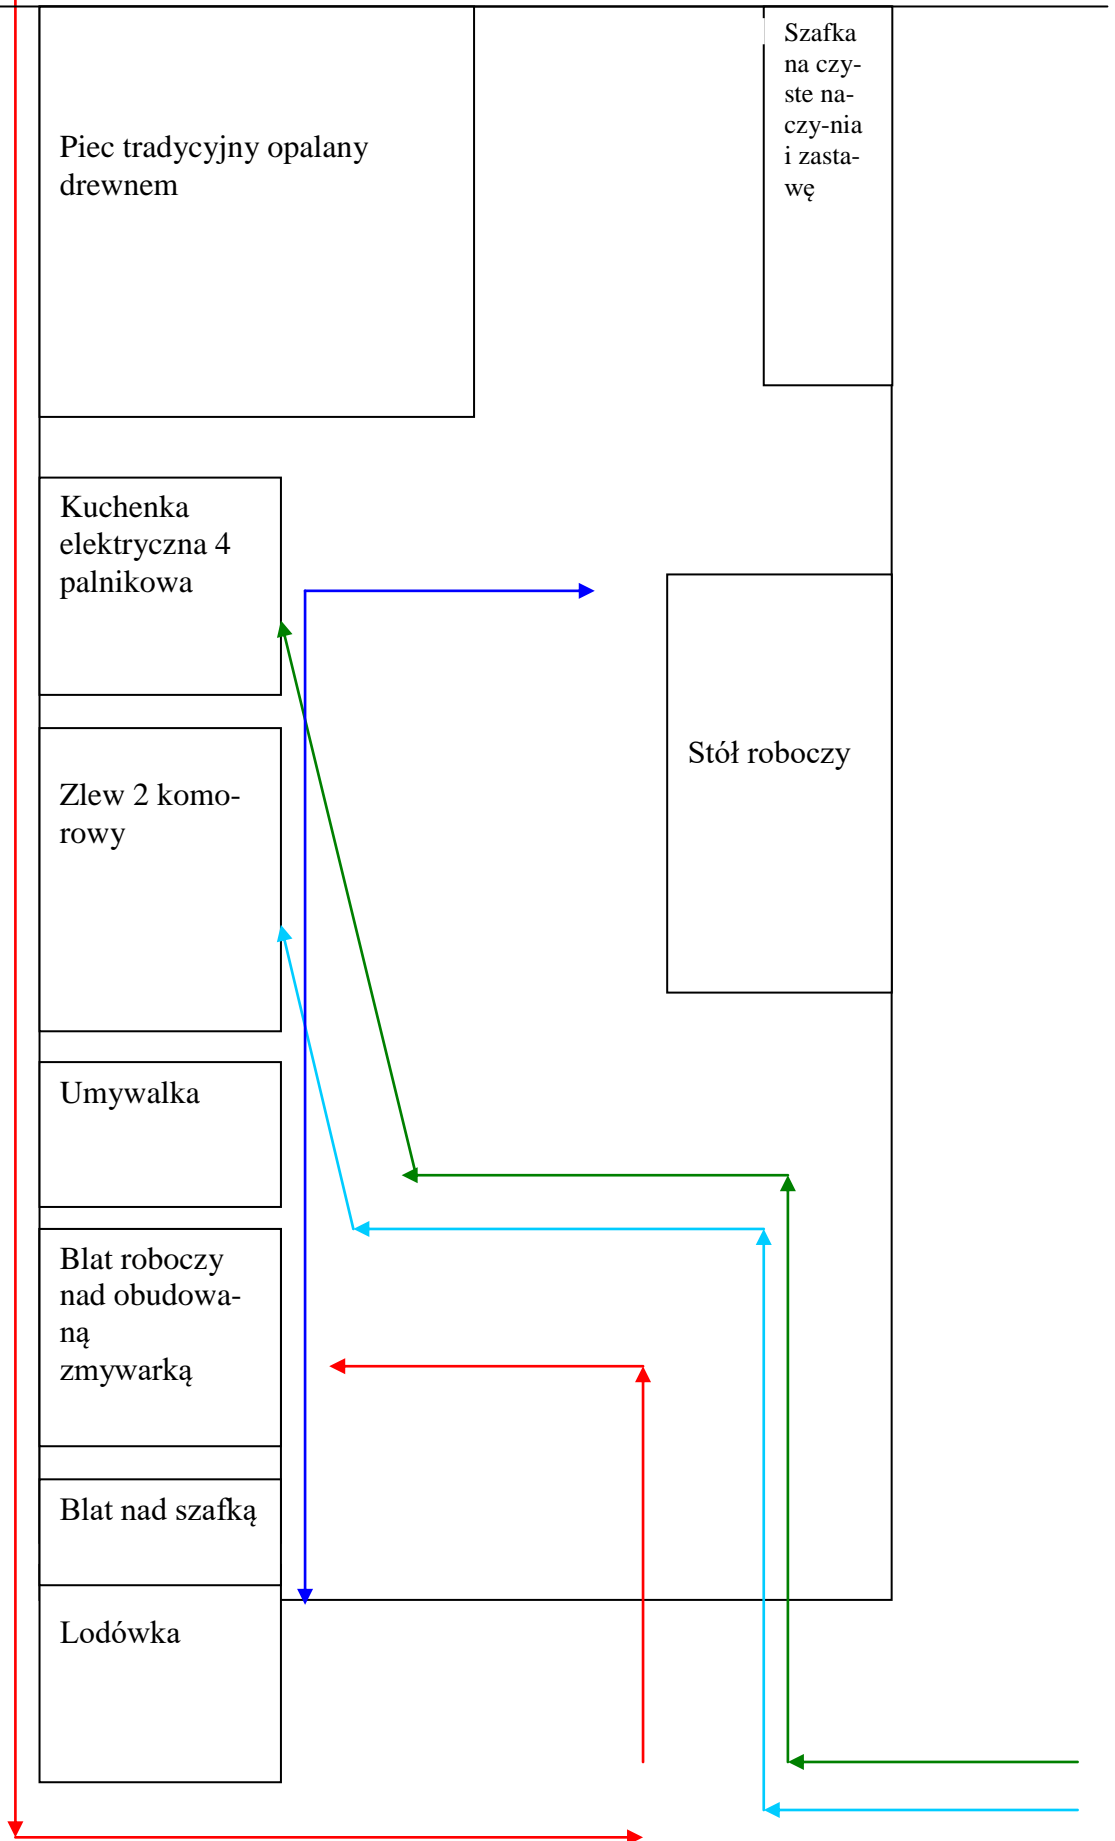 Piec tradycyjny opalany
drewnem
Szafka
na czy-
ste na-
czy-nia
i zasta-
wę
Kuchenka
elektryczna 4
palnikowa
Stół roboczy
Zlew 2 komo-
rowy
Umywalka
Blat roboczy
nad obudowa-
ną
zmywarką
Blat nad szafką
Lodówka